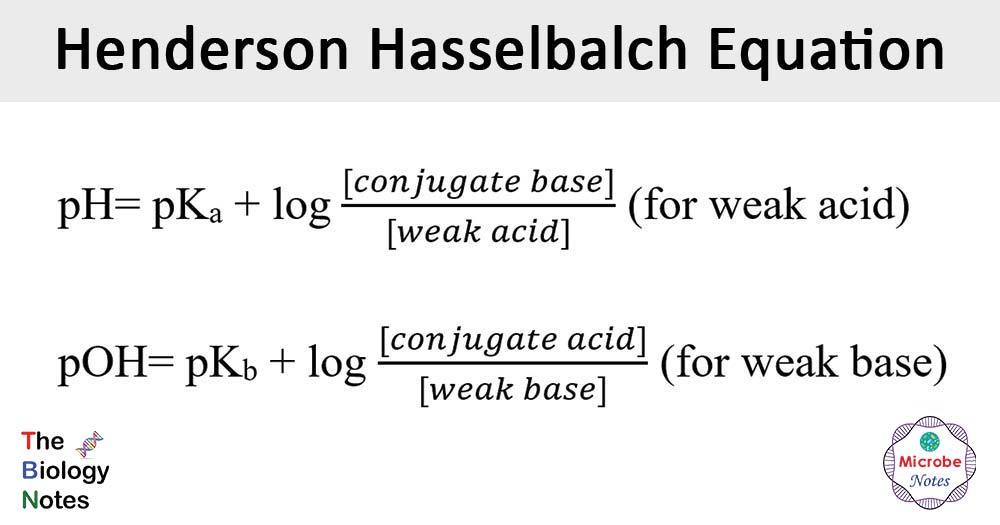 Henderson Hasselbalch Equation
pH= pKₐ + log [conjugate base]/[weak acid] (for weak acid)
pOH= pK_b + log [conjugate acid]/[weak base] (for weak base)
The
Biology
Notes
Microbe
Notes